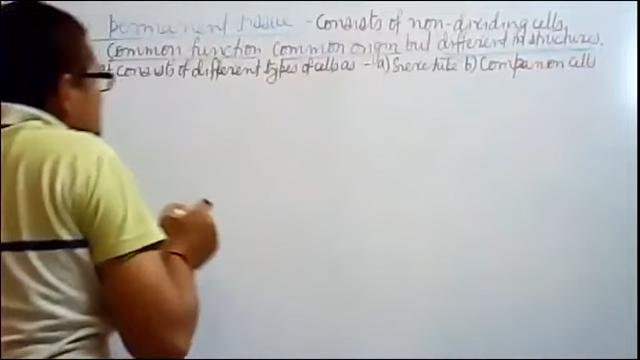 permanent tissue - Consists of non-dividing cells,
Common function common origin but different in structures.
consists of different types of cells as - a) Sieve tube b) Companion cells